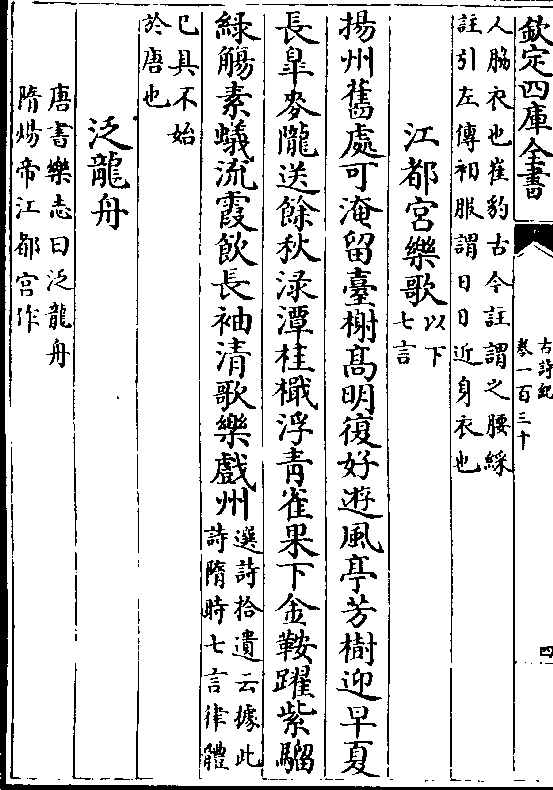 欽定四庫全書
古詩紀
卷一百三十
四
人脇衣也崔豹古今註謂之腰綵
註引左傳衵服謂日日近身衣也
江都宮樂歌以下
七言
揚州舊處可淹留臺榭髙明復好遊風亭芳樹迎早夏
長臯麥隴送餘秋渌潭桂檝浮青雀果下金鞍躍紫騮
緑觴素蟻流霞飲長袖清歌樂戲州選詩拾遺云據此
詩隋時七言律體
已具不始
於唐也
泛龍舟
唐書樂志曰泛龍舟
隋煬帝江都宫作